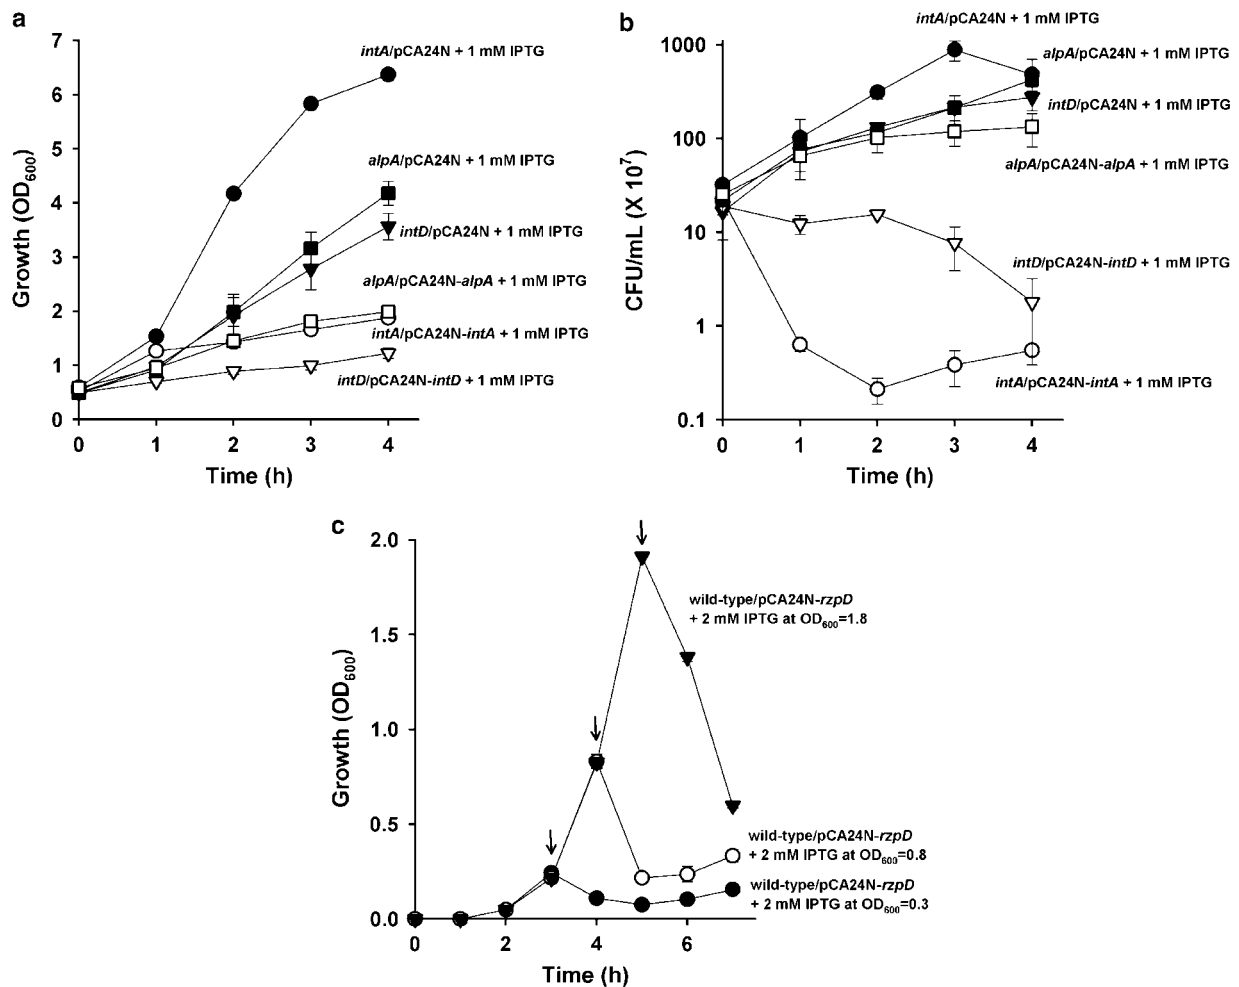 a
7
6
5
4
3
2
1
0
Growth (OD600)
0 1 2 3 4
Time (h)
intA/pCA24N + 1 mM IPTG
alpA/pCA24N + 1 mM IPTG
intD/pCA24N + 1 mM IPTG
alpA/pCA24N-alpA + 1 mM IPTG
intA/pCA24N-intA + 1 mM IPTG
intD/pCA24N-intD + 1 mM IPTG
b
1000
100
10
1
0.1
CFU/mL (X 10^7)
0 1 2 3 4
Time (h)
intA/pCA24N + 1 mM IPTG
alpA/pCA24N + 1 mM IPTG
intD/pCA24N + 1 mM IPTG
alpA/pCA24N-alpA + 1 mM IPTG
intD/pCA24N-intD + 1 mM IPTG
intA/pCA24N-intA + 1 mM IPTG
c
2.0
1.5
1.0
0.5
0.0
Growth (OD600)
0 2 4 6
Time (h)
wild-type/pCA24N-rzpD
+ 2 mM IPTG at OD600=1.8
wild-type/pCA24N-rzpD
+ 2 mM IPTG at OD600=0.8
wild-type/pCA24N-rzpD
+ 2 mM IPTG at OD600=0.3